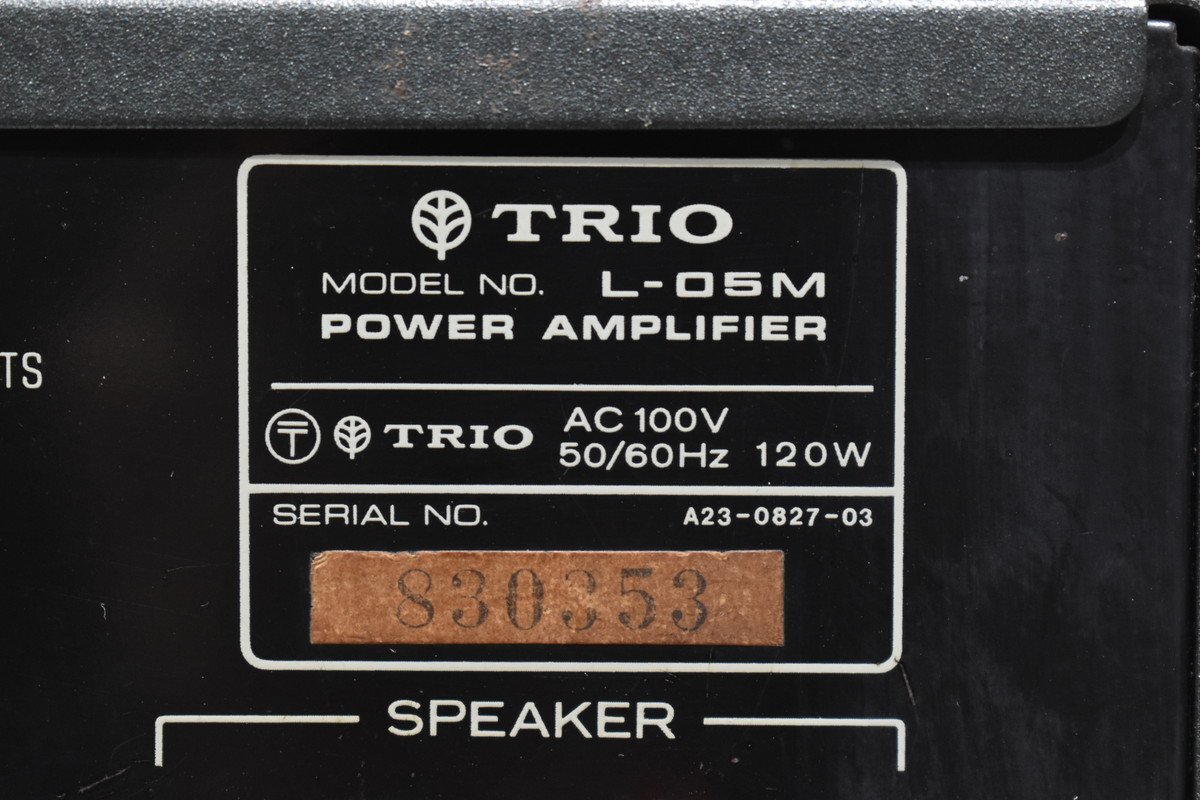 TRIO
MODEL NO. L-05M
POWER AMPLIFIER
TS
〒 TRIO AC 100V
50/60Hz 120W
SERIAL NO. A23-0827-03
830353
SPEAKER